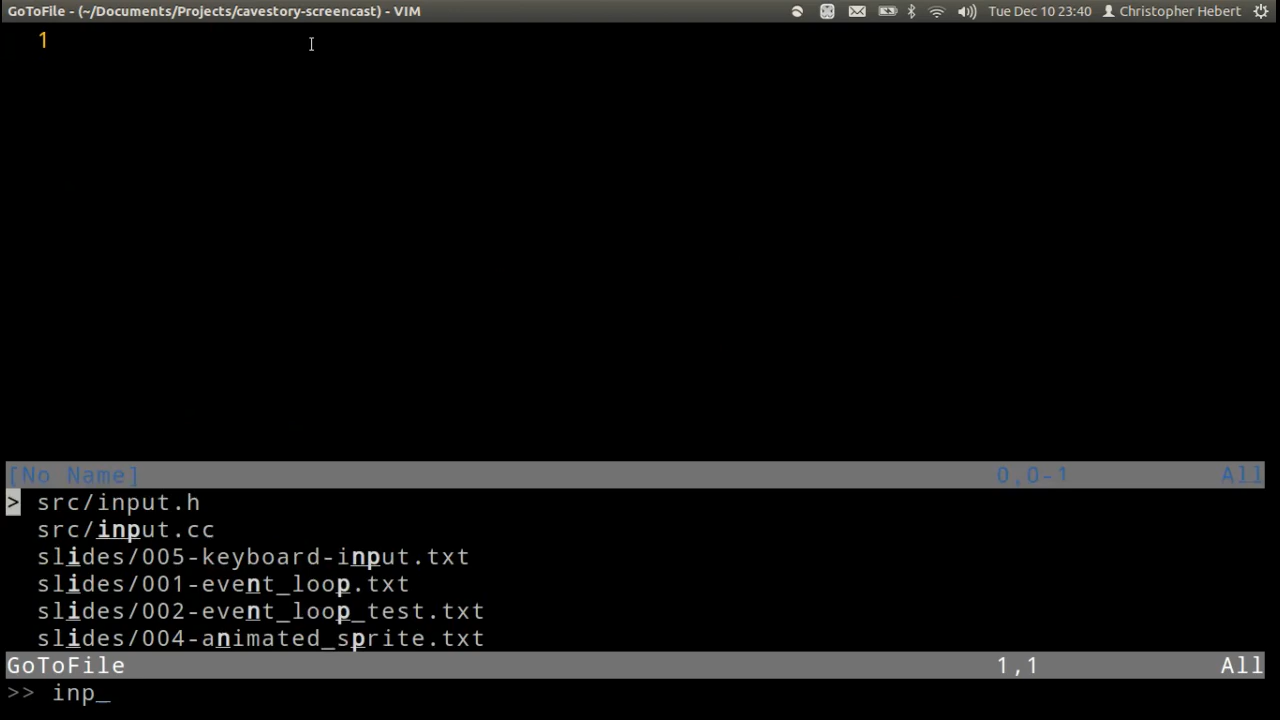 GoToFile - (~/Documents/Projects/cavestory-screencast) - VIM Tue Dec 10 23:40 Christopher Hebert
1
[No Name] 0,0-1 All
> src/input.h
src/input.cc
slides/005-keyboard-input.txt
slides/001-event_loop.txt
slides/002-event_loop_test.txt
slides/004-animated_sprite.txt
GoToFile 1,1 All
>> inp_